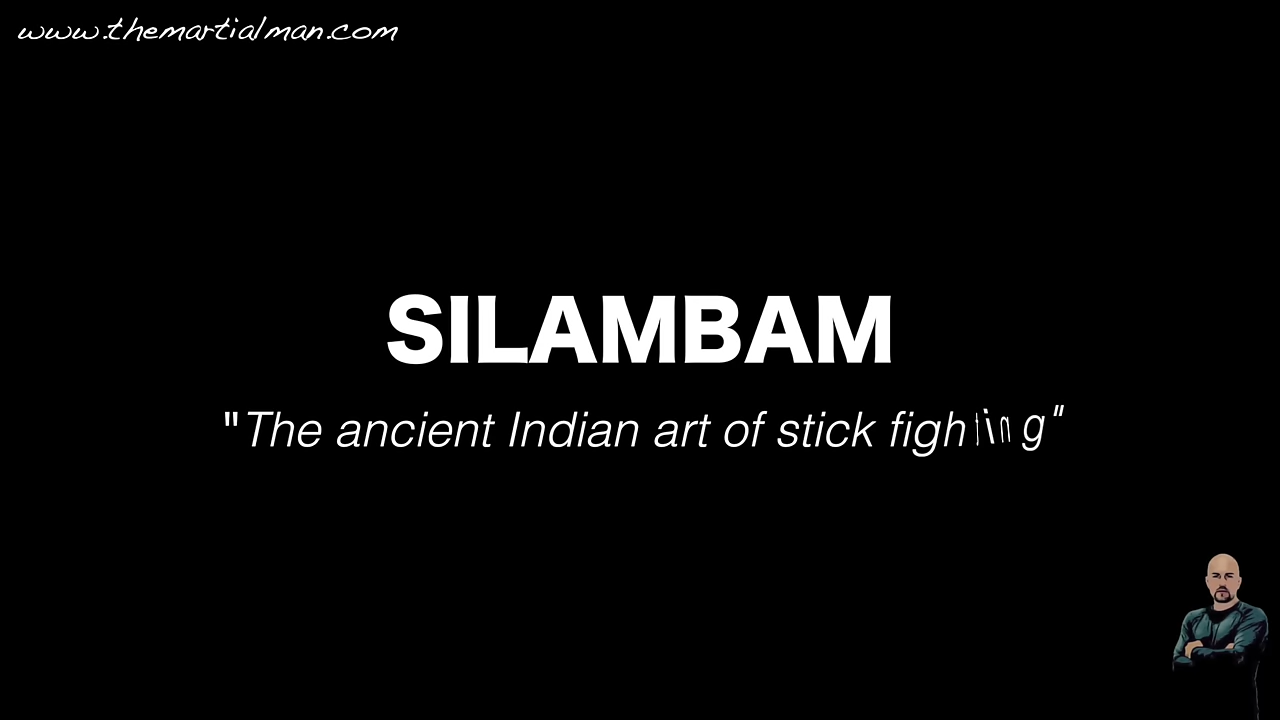 www.themartialman.com
SILAMBAM
"The ancient Indian art of stick fighting"